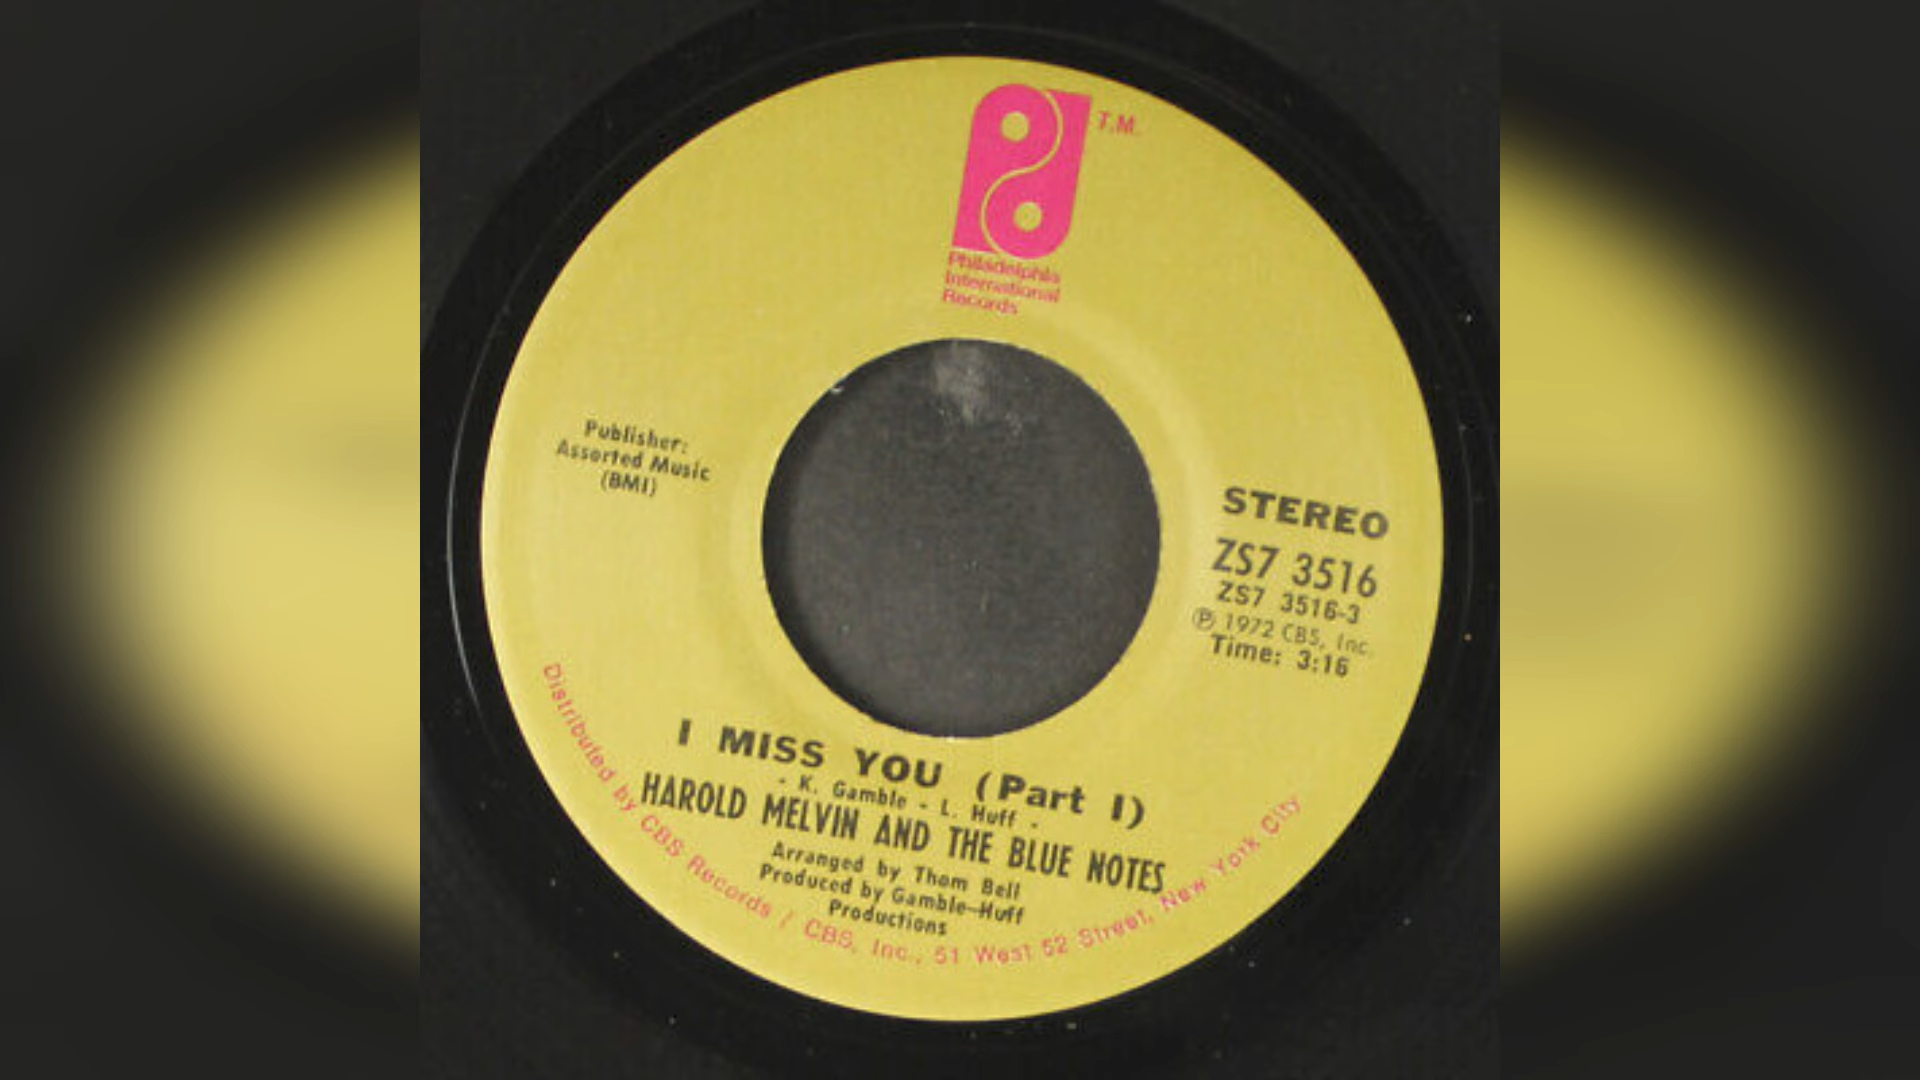 T.M.
Philadelphia
International
Records
Publisher:
Assorted Music
(BMI)
STEREO
ZS7 3516
ZS7 3516-3
Ⓟ 1972 CBS, Inc.
Time: 3:16
I MISS YOU (Part I)
- K. Gamble - L. Huff -
HAROLD MELVIN AND THE BLUE NOTES
Arranged by Thom Bell
Produced by Gamble-Huff
Productions
Distributed by CBS Records / CBS, Inc., 51 West 52 Street, New York City